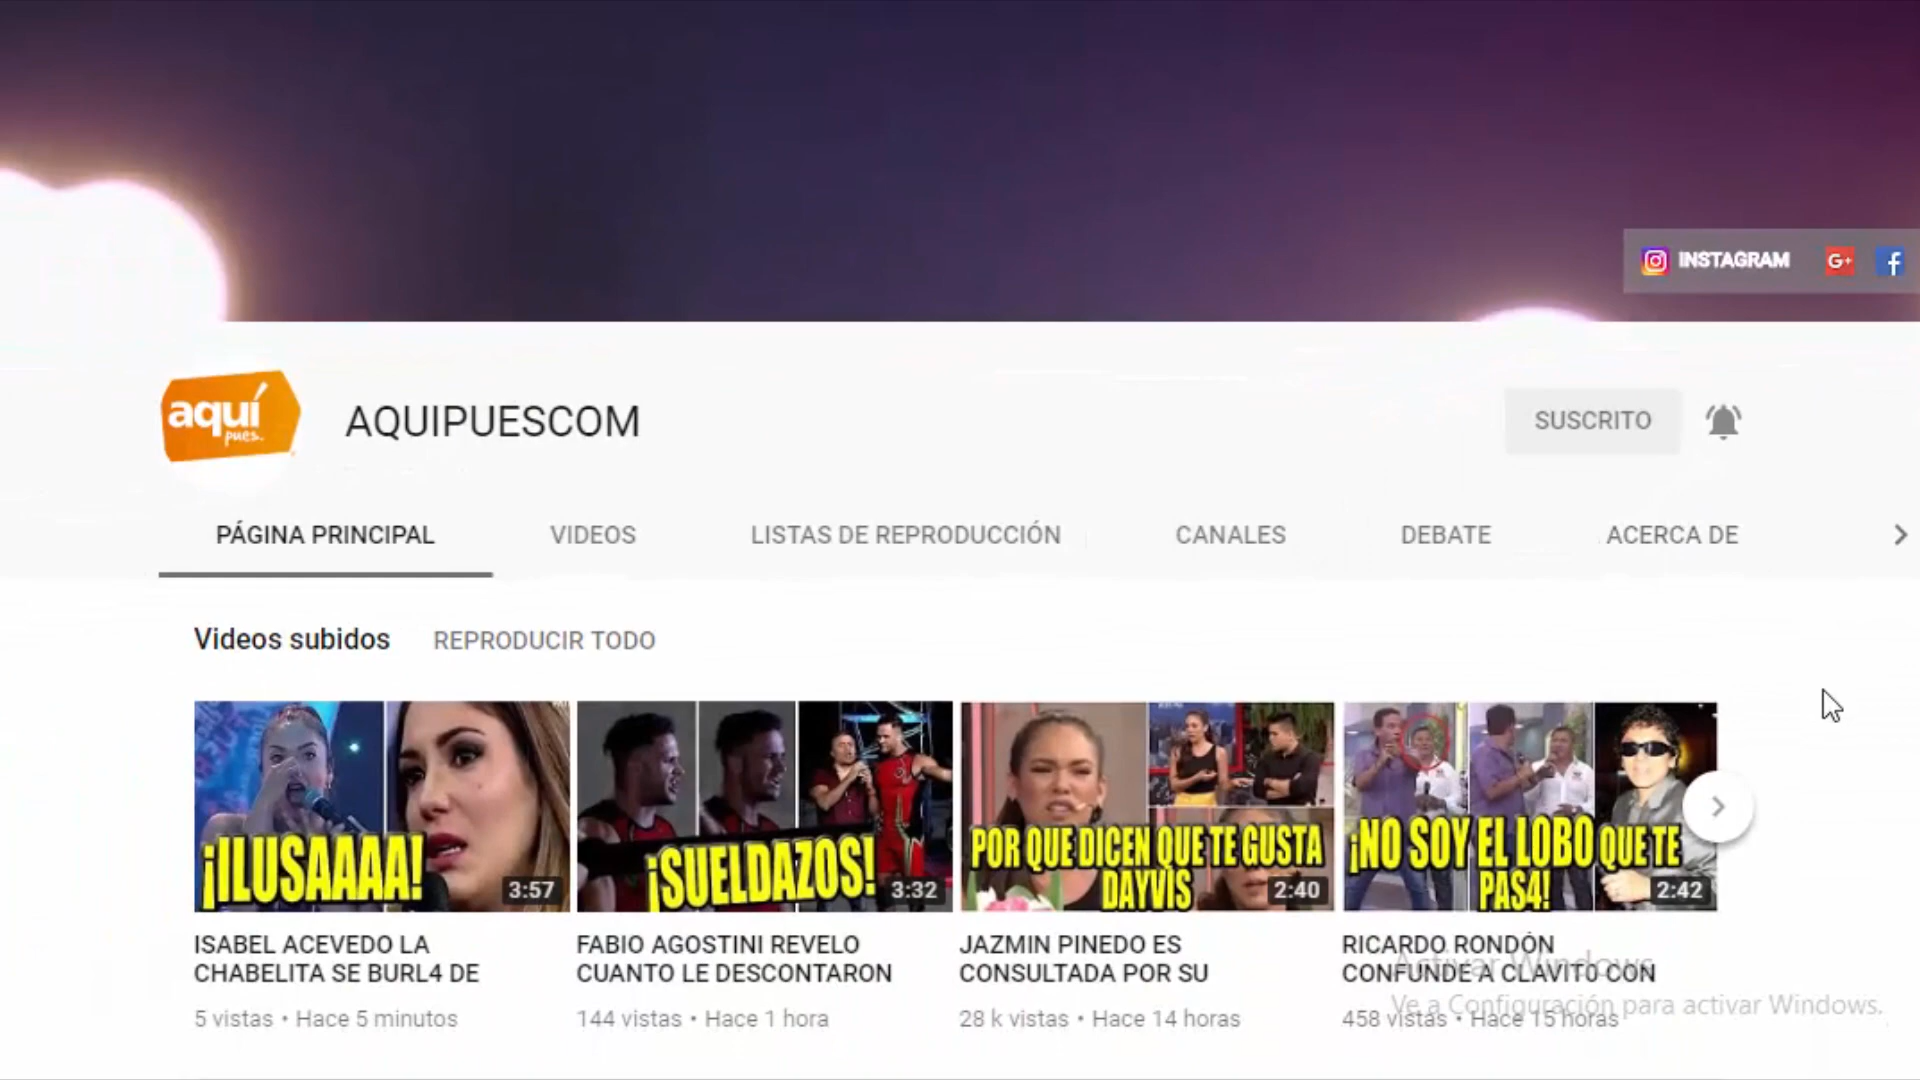 INSTAGRAM
G+
f
aquí
pues.
AQUIPUESCOM
SUSCRITO
PÁGINA PRINCIPAL
VIDEOS
LISTAS DE REPRODUCCIÓN
CANALES
DEBATE
ACERCA DE
Videos subidos
REPRODUCIR TODO
¡ILUSAAAA!
3:57
¡SUELDAZOS!
3:32
POR QUE DICEN QUE TE GUSTA
DAYVIS
2:40
¡NO SOY EL LOBO QUE TE
PAS4!
2:42
ISABEL ACEVEDO LA
CHABELITA SE BURL4 DE
5 vistas • Hace 5 minutos
FABIO AGOSTINI REVELO
CUANTO LE DESCONTARON
144 vistas • Hace 1 hora
JAZMIN PINEDO ES
CONSULTADA POR SU
28 k vistas • Hace 14 horas
RICARDO RONDÓN
CONFUNDE A CLAVIT0 CON
458 vistas • Hace 15 horas
Activar Windows
Ve a Configuración para activar Windows.